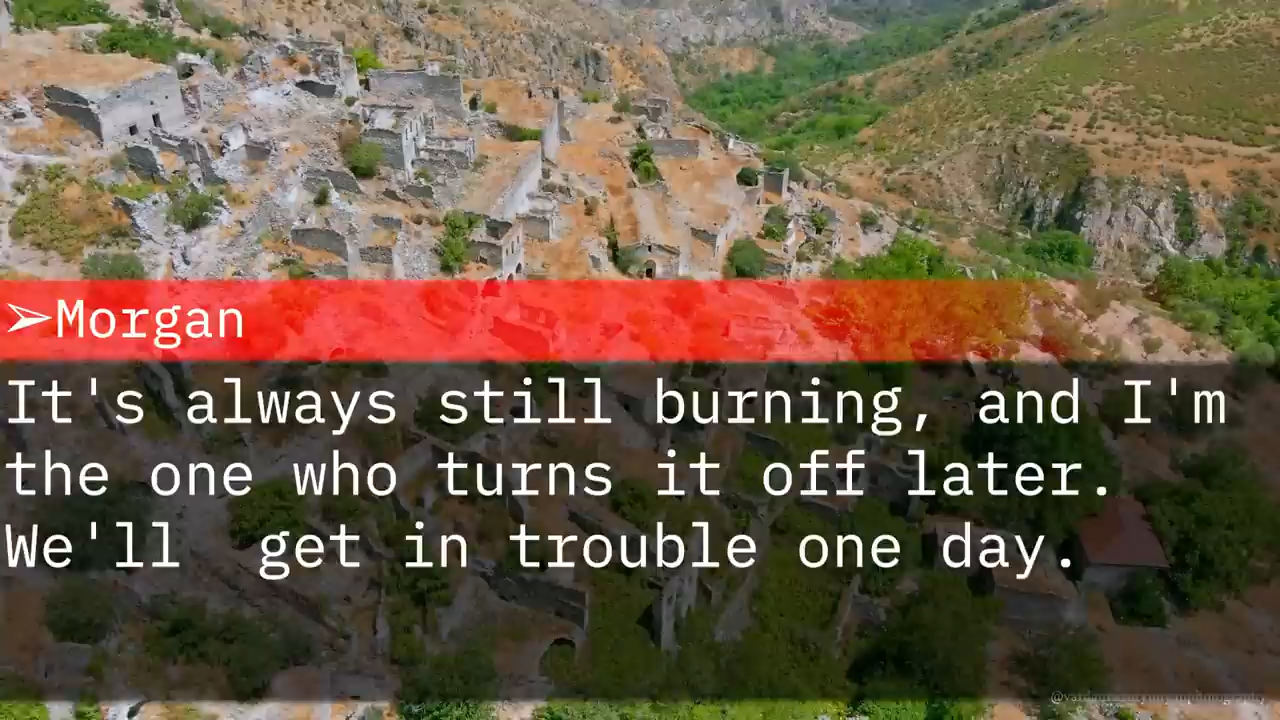 ➢Morgan
It's always still burning, and I'm
the one who turns it off later.
We'll  get in trouble one day.